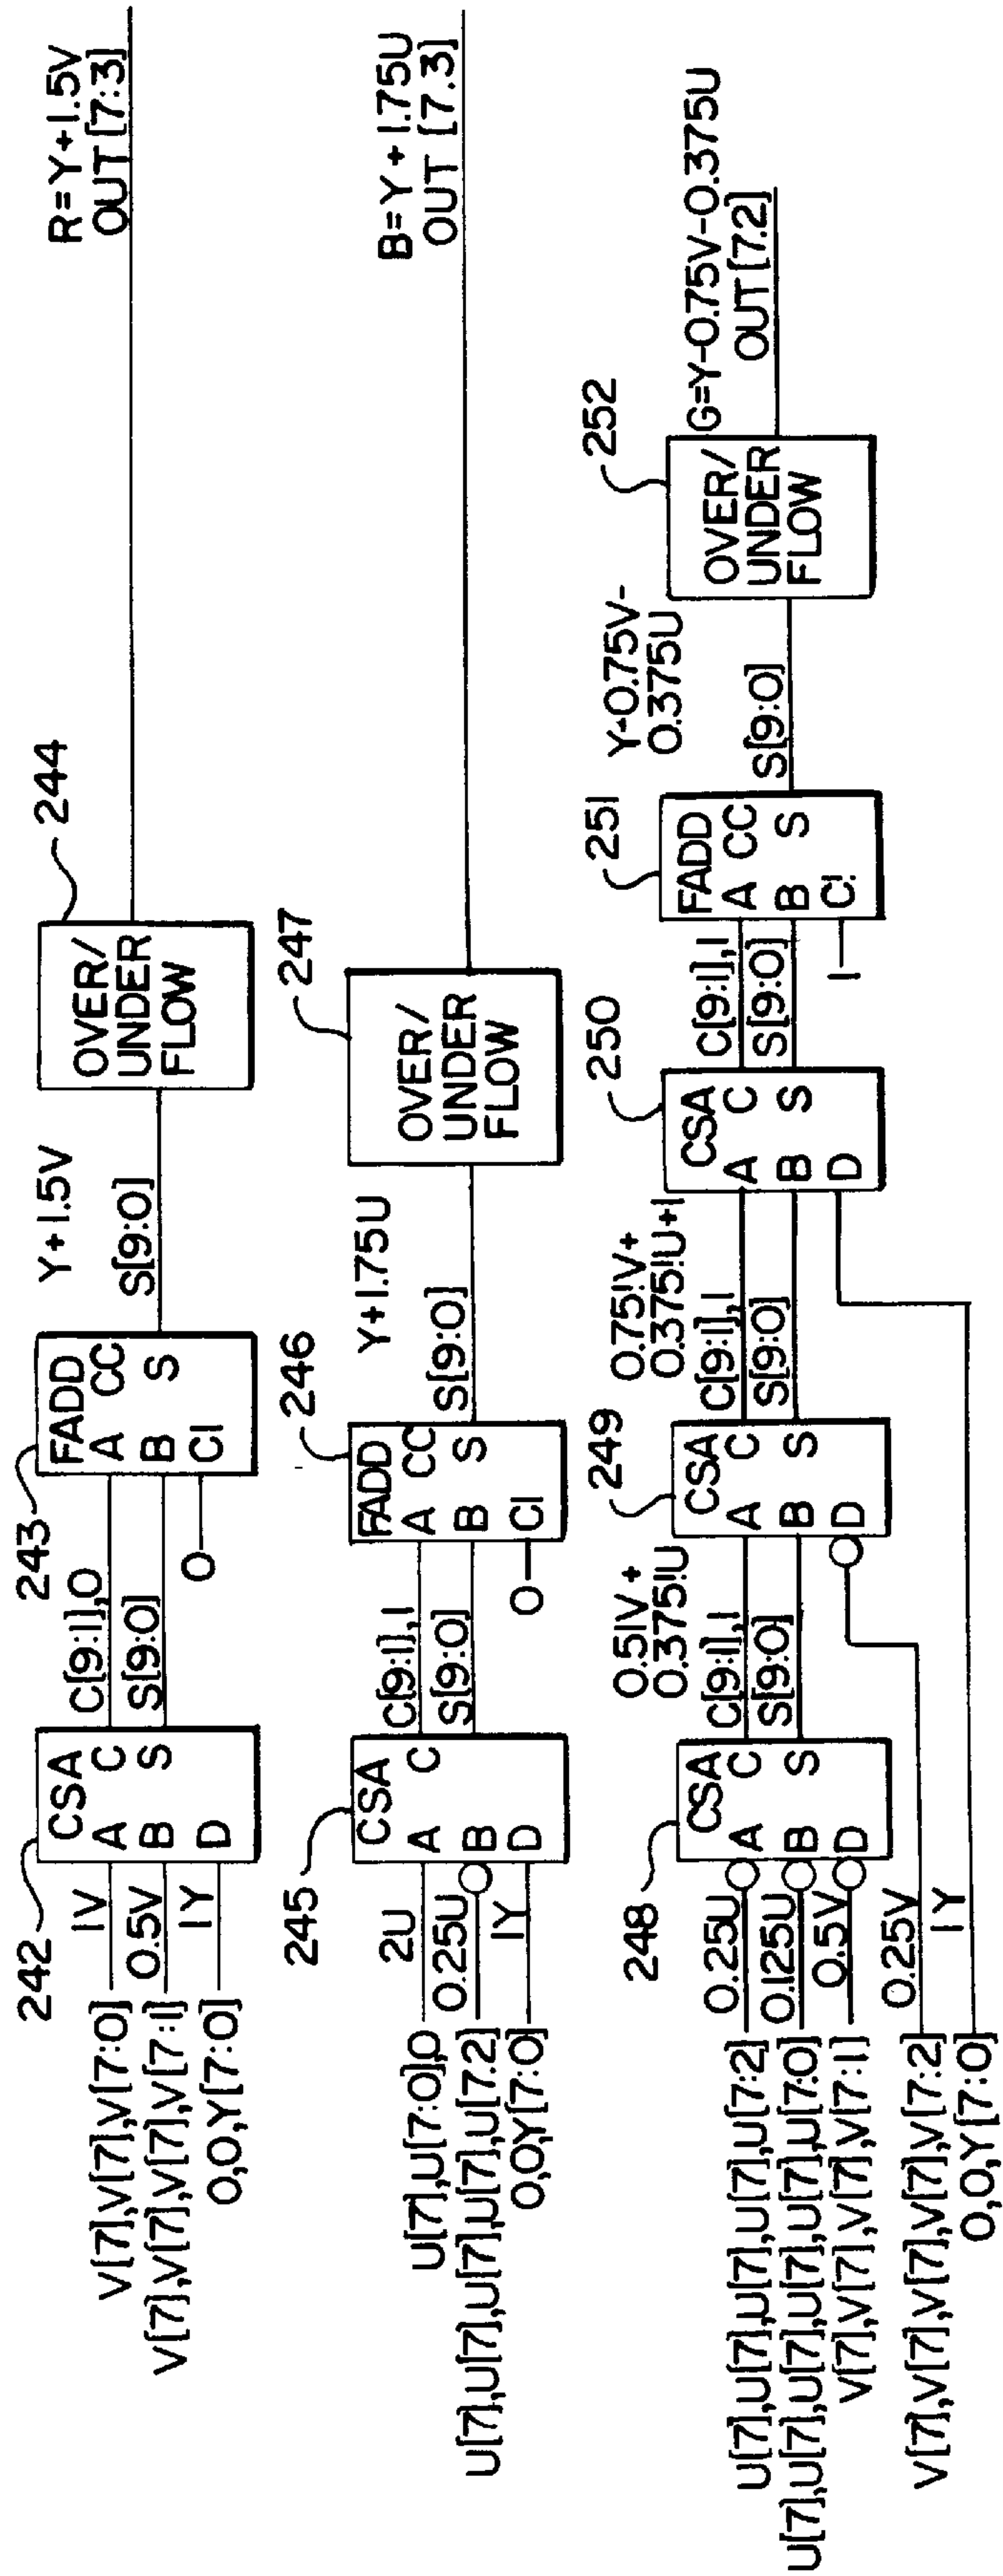 242
V[7],V[7],V[7:0]
1V
V[7],V[7],V[7],V[7:1]
0.5V
0,0,Y[7:0]
1Y
CSA
A C
B S
D
C[9:1],0
S[9:0]
0
243
FADD
A CC
B S
CI
Y+1.5V
S[9:0]
244
OVER/
UNDER
FLOW
R=Y+1.5V
OUT[7:3]
245
U[7],U[7:0],0
2U
U[7],U[7],U[7],U[7],U[7:2]
0.25U
0,0,Y[7:0]
1Y
CSA
A C
B
D
C[9:1],1
S[9:0]
0
246
FADD
A CC
B S
CI
Y+1.75U
S[9:0]
247
OVER/
UNDER
FLOW
B=Y+1.75U
OUT [7.3]
248
U[7],U[7],U[7],U[7],U[7:2]
0.25U
U[7],U[7],U[7],U[7],U[7:0]
0.125U
V[7],V[7],V[7],V[7:1]
0.5V
V[7],V[7],V[7],V[7],V[7:2]
0.25V
0,0,Y[7:0]
1Y
CSA
A C
B S
D
0.5!V+
0.375!U
C[9:1],1
S[9:0]
249
CSA
A C
B S
D
0.75!V+
0.375!U+1
C[9:1],1
S[9:0]
250
CSA
A C
B S
D
C[9:1],1
S[9:0]
1
251
FADD
A CC
B S
CI
Y-0.75V-
0.375U
S[9:0]
252
OVER/
UNDER
FLOW
G=Y-0.75V-0.375U
OUT[7.2]